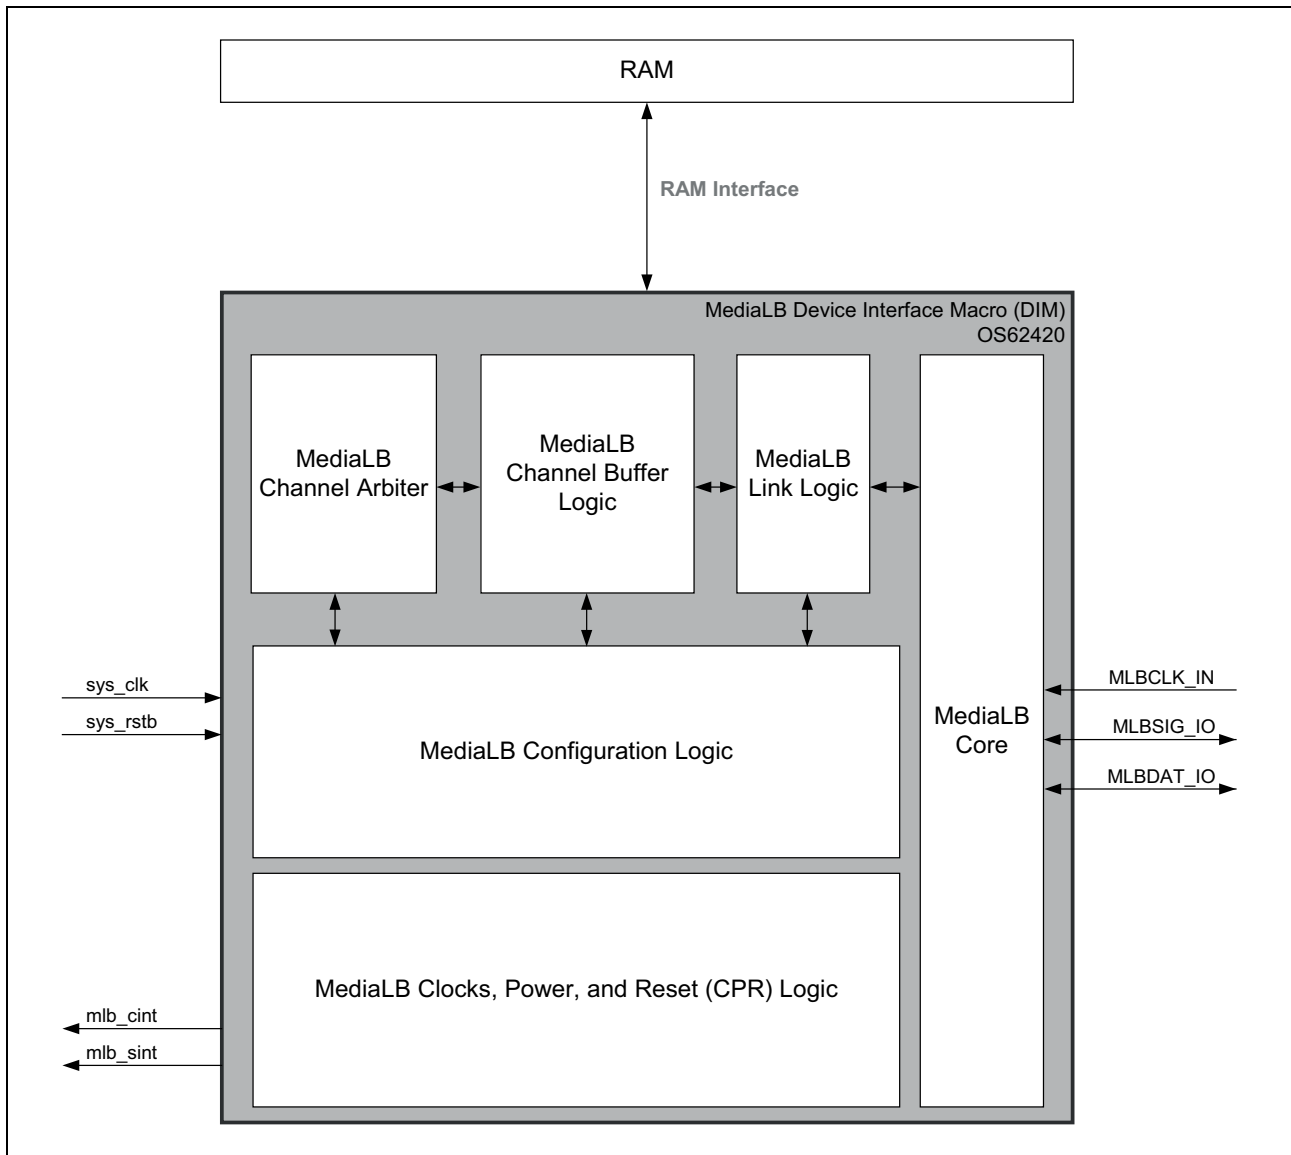 RAM
RAM Interface
MediaLB Device Interface Macro (DIM)
OS62420
MediaLB
Channel Arbiter
MediaLB
Channel Buffer
Logic
MediaLB
Link Logic
sys_clk
sys_rstb
MediaLB Configuration Logic
MediaLB
Core
MLBCLK_IN
MLBSIG_IO
MLBDAT_IO
MediaLB Clocks, Power, and Reset (CPR) Logic
mlb_cint
mlb_sint